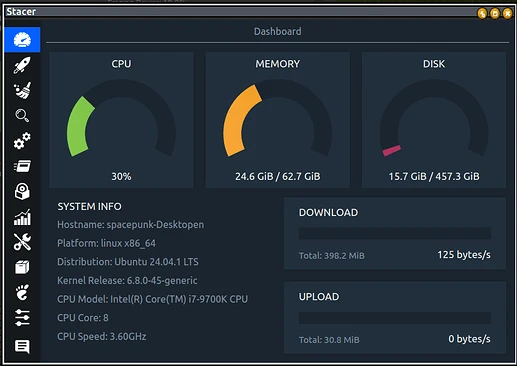 Stacer
Dashboard
CPU
30%
MEMORY
24.6 GiB / 62.7 GiB
DISK
15.7 GiB / 457.3 GiB
SYSTEM INFO
Hostname: spacepunk-Desktopen
Platform: linux x86_64
Distribution: Ubuntu 24.04.1 LTS
Kernel Release: 6.8.0-45-generic
CPU Model: Intel(R) Core(TM) i7-9700K CPU
CPU Core: 8
CPU Speed: 3.60GHz
DOWNLOAD
Total: 398.2 MiB
125 bytes/s
UPLOAD
Total: 30.8 MiB
0 bytes/s